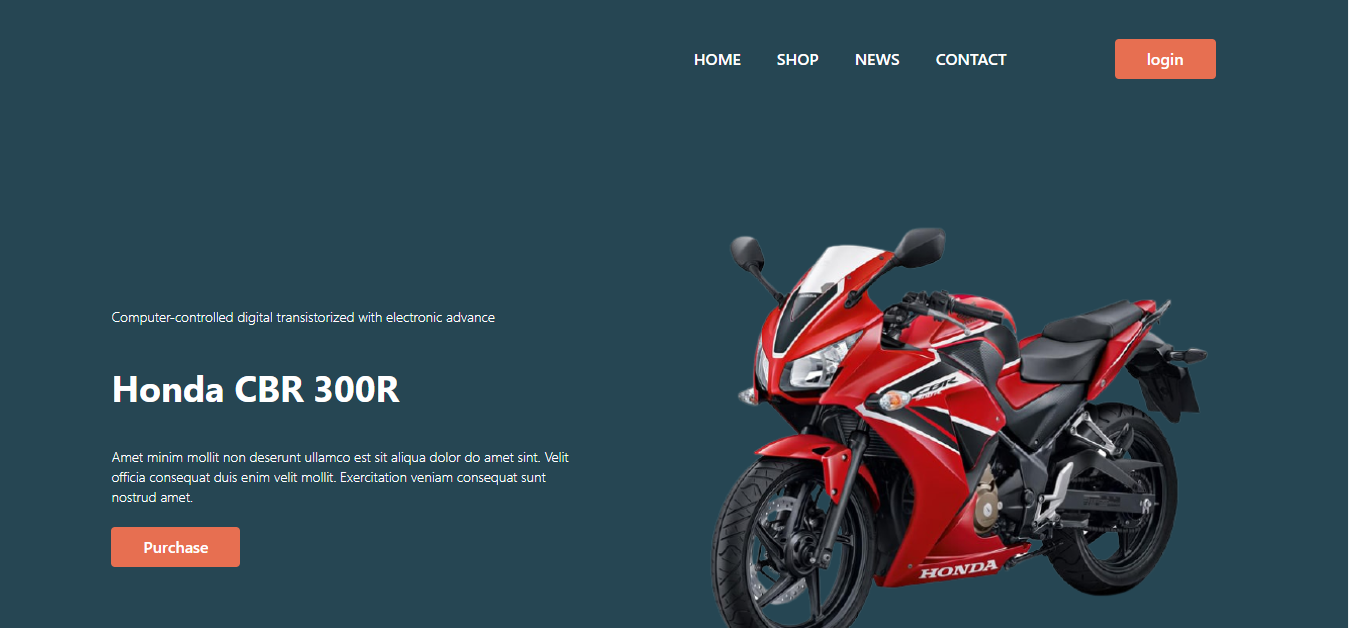 HOME SHOP NEWS CONTACT login
Computer-controlled digital transistorized with electronic advance
Honda CBR 300R
Amet minim mollit non deserunt ullamco est sit aliqua dolor do amet sint. Velit
officia consequat duis enim velit mollit. Exercitation veniam consequat sunt
nostrud amet.
Purchase
CBR
HONDA